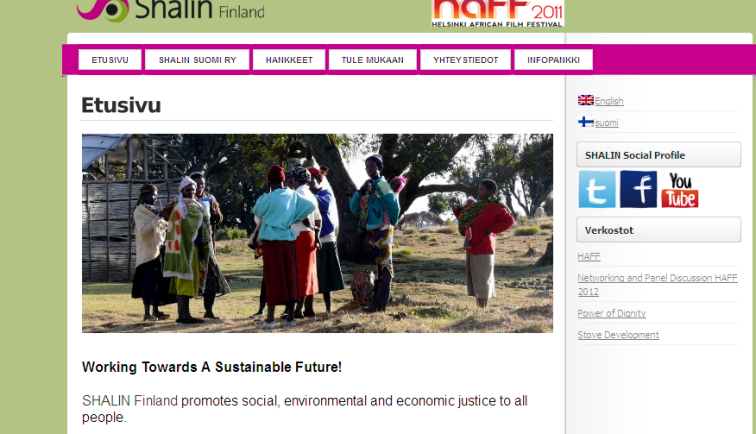 Shalin Finland
HAFF 2011
HELSINKI AFRICAN FILM FESTIVAL
ETUSIVU
SHALIN SUOMI RY
HANKKEET
TULE MUKAAN
YHTEYSTIEDOT
INFOPANKKI
Etusivu
Working Towards A Sustainable Future!
SHALIN Finland promotes social, environmental and economic justice to all
people.
English
suomi
SHALIN Social Profile
t
f
You
Tube
Verkostot
HAFF
Networking and Panel Discussion HAFF
2012
Power of Dignity
Stove Development